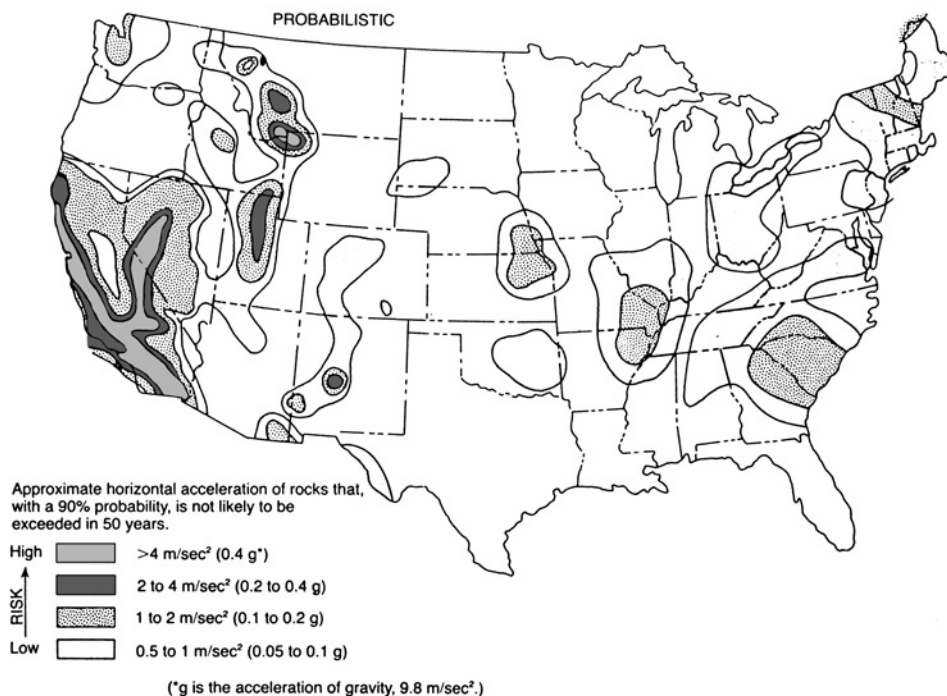 PROBABILISTIC
Approximate horizontal acceleration of rocks that,
with a 90% probability, is not likely to be
exceeded in 50 years.
High >4 m/sec² (0.4 g*)
2 to 4 m/sec² (0.2 to 0.4 g)
RISK
1 to 2 m/sec² (0.1 to 0.2 g)
Low 0.5 to 1 m/sec² (0.05 to 0.1 g)
(*g is the acceleration of gravity, 9.8 m/sec².)